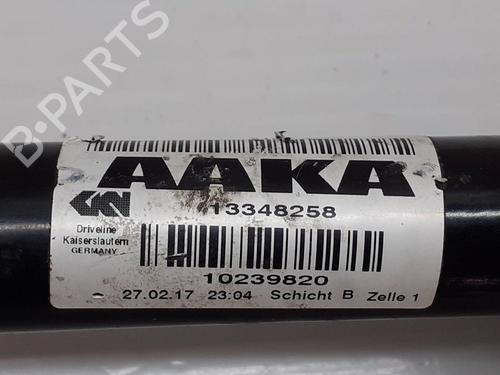 B-PARTS
AAKA
13348258
Driveline
Kaiserslautern
GERMANY
10239820
27.02.17 23:04 Schicht B Zelle 1